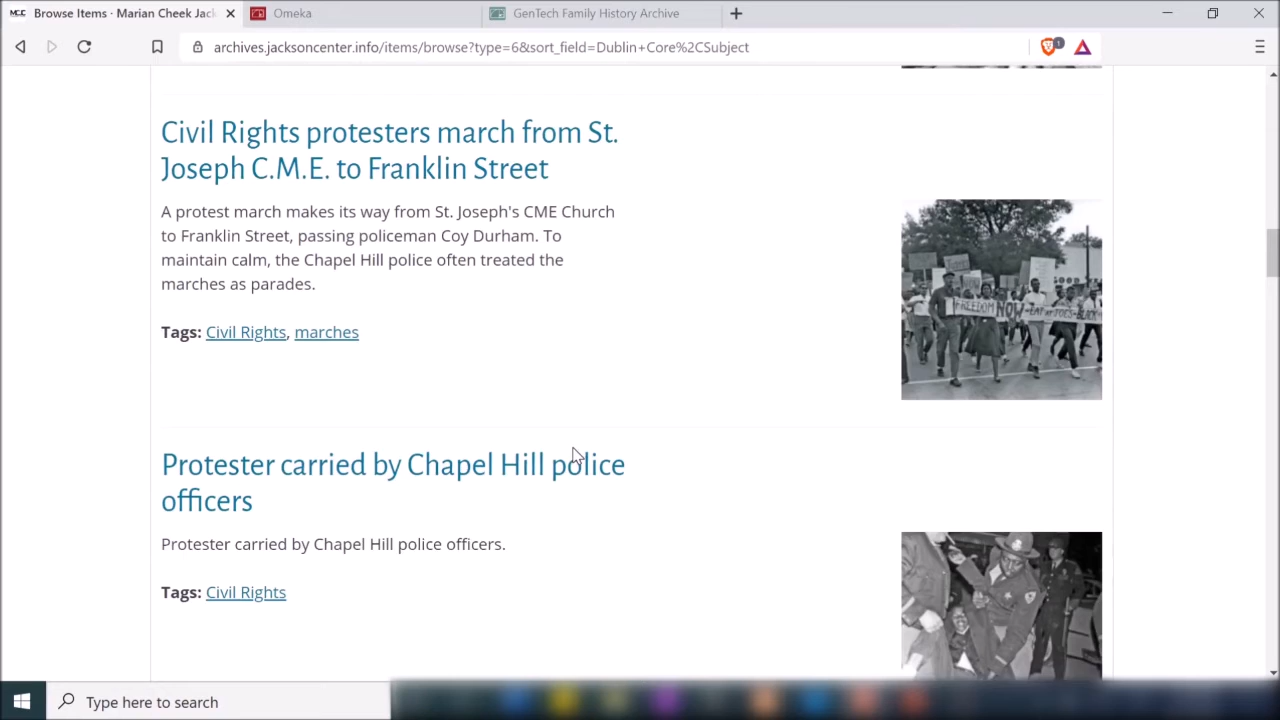 Browse Items · Marian Cheek Jac
Omeka
GenTech Family History Archive
archives.jacksoncenter.info/items/browse?type=6&sort_field=Dublin+Core%2CSubject
1
Civil Rights protesters march from St.
Joseph C.M.E. to Franklin Street
A protest march makes its way from St. Joseph's CME Church
to Franklin Street, passing policeman Coy Durham. To
maintain calm, the Chapel Hill police often treated the
marches as parades.
FREEDOM NOW
Tags: Civil Rights, marches
Protester carried by Chapel Hill police
officers
Protester carried by Chapel Hill police officers.
Tags: Civil Rights
Type here to search